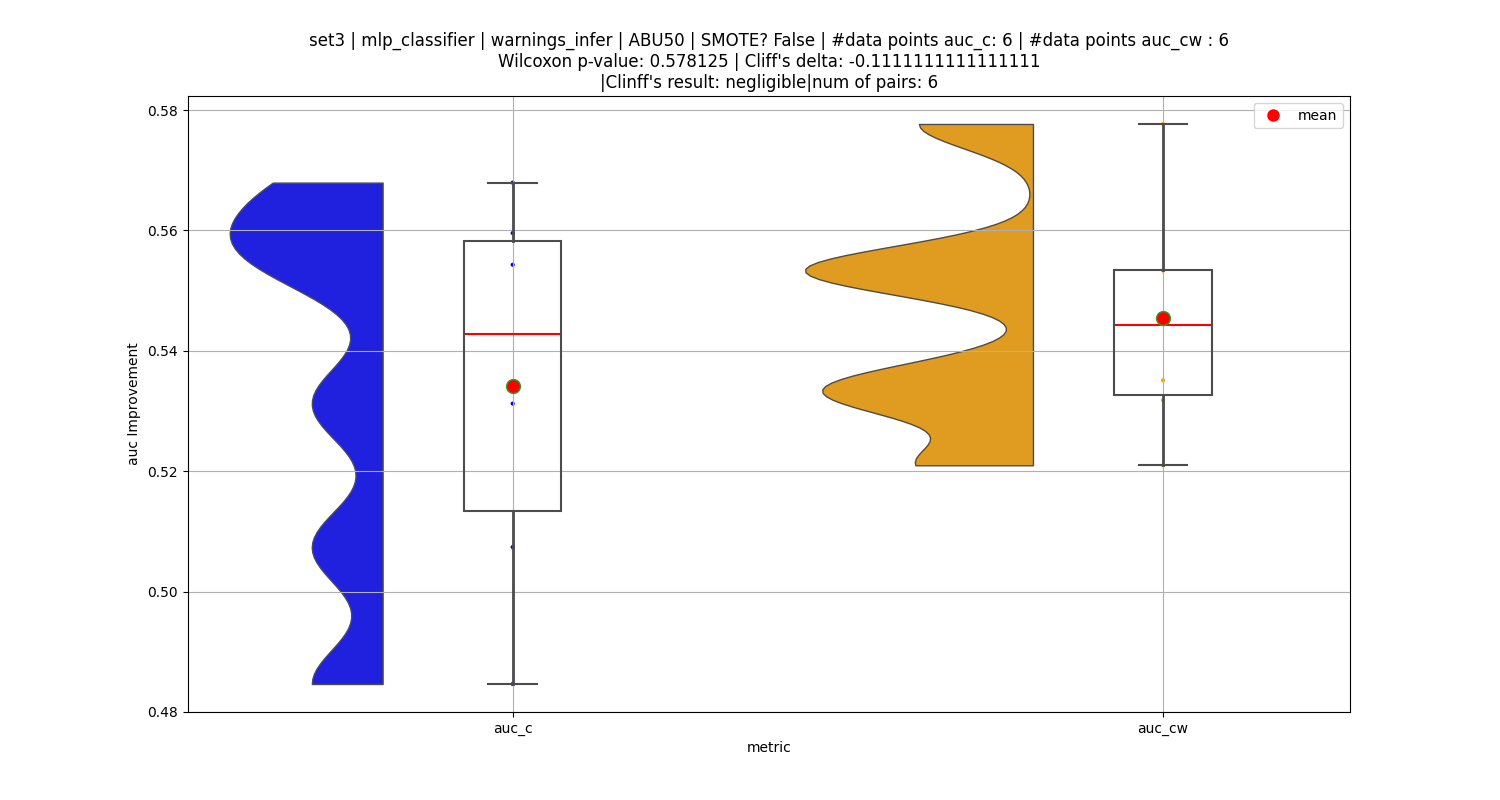 set3 | mlp_classifier | warnings_infer | ABU50 | SMOTE? False | #data points auc_c: 6 | #data points auc_cw : 6
Wilcoxon p-value: 0.578125 | Cliff's delta: -0.1111111111111111
|Clinff's result: negligible|num of pairs: 6
mean
0.58
0.56
0.54
0.52
0.50
0.48
auc Improvement
auc_c
auc_cw
metric